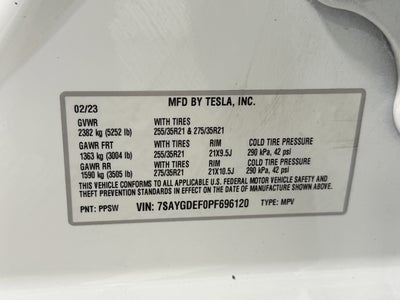 02/23 MFD BY TESLA, INC.
GVWR WITH TIRES
2382 kg (5252 lb) 255/35R21 & 275/35R21
GAWR FRT WITH TIRES RIM COLD TIRE PRESSURE
1363 kg (3004 lb) 255/35R21 21X9.5J 290 kPa, 42 psi
GAWR RR WITH TIRES RIM COLD TIRE PRESSURE
1590 kg (3505 lb) 275/35R21 21X10.5J 290 kPa, 42 psi
THIS VEHICLE CONFORMS TO ALL APPLICABLE U.S. FEDERAL MOTOR VEHICLE SAFETY AND
THEFT PREVENTION STANDARDS IN EFFECT ON THE DATE OF MANUFACTURE SHOWN ABOVE.
PNT: PPSW VIN: 7SAYGDEF0PF696120 TYPE: MPV